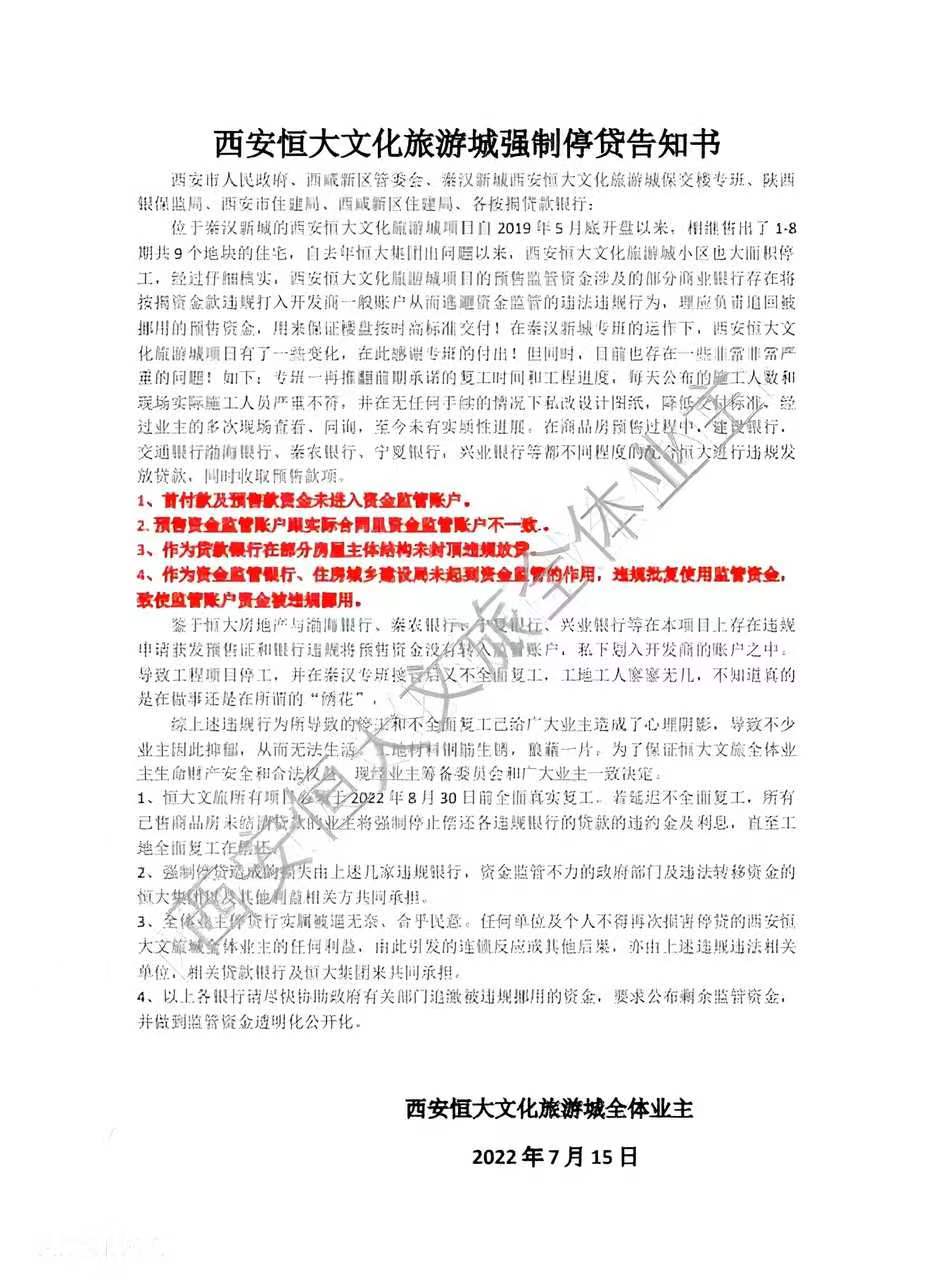 西安恒大文化旅游城强制停贷告知书
西安市人民政府、西咸新区管委会、秦汉新城西安恒大文化旅游城保交楼专班、陕西
银保监局、西安市住建局、西咸新区住建局、各按揭贷款银行：
位于秦汉新城的西安恒大文化旅游城项目自 2019 年 5 月底开盘以来，相继售出了 1-8
期共 9 个地块的住宅，自去年恒大集团出问题以来，西安恒大文化旅游城小区也大面积停
工，经过仔细核实，西安恒大文化旅游城项目的预售监管资金涉及的部分商业银行存在将
按揭资金款违规打入开发商一般账户从而逃避资金监管的违法违规行为，理应负责追回被
挪用的预售资金，用来保证楼盘按时高标准交付！在秦汉新城专班的运作下，西安恒大文
化旅游城项目有了一些变化，在此感谢专班的付出！但同时，目前也存在一些非常非常严
重的问题！如下：专班一再推翻前期承诺的复工时间和工程进度，每天公布的施工人数和
现场实际施工人员严重不符，并在无任何手续的情况下私改设计图纸，降低交付标准、经
过业主的多次现场查看、问询，至今未有实质性进展。在商品房预售过程中，建设银行，
交通银行渤海银行、秦农银行、宁夏银行，兴业银行等都不同程度的配合恒大进行违规发
放贷款，同时收取预售款项。
1、首付款及预售款资金未进入资金监管账户。
2. 预售资金监管账户跟实际合同里资金监管账户不一致.。
3、作为贷款银行在部分房屋主体结构未封顶违规放贷。
4、作为资金监管银行、住房城乡建设局未起到资金监管的作用，违规批复使用监管资金，
致使监管账户资金被违规挪用。
鉴于恒大房地产与渤海银行、秦农银行、宁夏银行、兴业银行等在本项目上存在违规
申请获发预售证和银行违规将预售资金没有转入监管账户，私下划入开发商的账户之中。
导致工程项目停工，并在秦汉专班接管后又不全面复工，工地工人寥寥无几，不知道真的
是在做事还是在所谓的“绣花”，
综上述违规行为所导致的停工和不全面复工已给广大业主造成了心理阴影，导致不少
业主因此抑郁，从而无法生活。工地材料钢筋生锈，狼藉一片。为了保证恒大文旅全体业
主生命财产安全和合法权益，现经业主筹备委员会和广大业主一致决定。
1、恒大文旅所有项目必须于 2022 年 8 月 30 日前全面真实复工。若延迟不全面复工，所有
已售商品房未结清贷款的业主将强制停止偿还各违规银行的贷款的违约金及利息，直至工
地全面复工在偿还。
2、强制停贷造成的损失由上述几家违规银行，资金监管不力的政府部门及违法转移资金的
恒大集团以及其他利益相关方共同承担。
3、全体业主停贷行实属被逼无奈、合乎民意。任何单位及个人不得再次损害停贷的西安恒
大文旅城全体业主的任何利益，由此引发的连锁反应或其他后果，亦由上述违规违法相关
单位，相关贷款银行及恒大集团来共同承担。
4、以上各银行请尽快协助政府有关部门追缴被违规挪用的资金，要求公布剩余监管资金，
并做到监管资金透明化公开化。
西安恒大文旅全体业主
西安恒大文化旅游城全体业主
2022 年 7 月 15 日